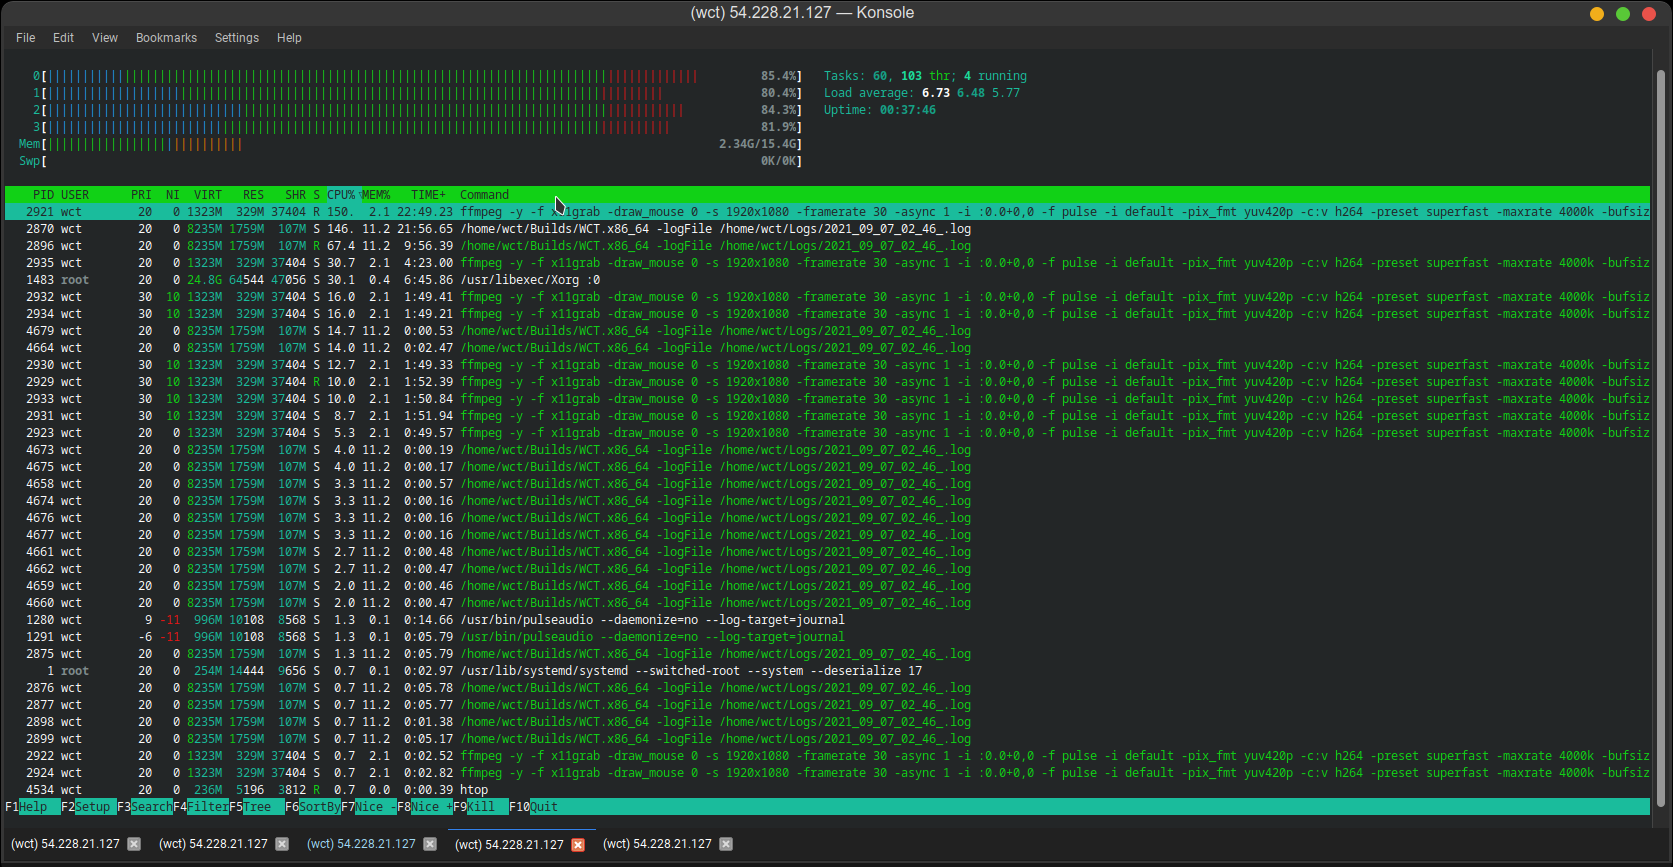 (wct) 54.228.21.127 — Konsole
File Edit View Bookmarks Settings Help
0[ 85.4%] Tasks: 60, 103 thr; 4 running
1[ 80.4%] Load average: 6.73 6.48 5.77
2[ 84.3%] Uptime: 00:37:46
3[ 81.9%]
Mem[ 2.34G/15.4G]
Swp[ 0K/0K]
PID USER PRI NI VIRT RES SHR S CPU%▽MEM% TIME+ Command
2921 wct 20 0 1323M 329M 37404 R 150. 2.1 22:49.23 ffmpeg -y -f x11grab -draw_mouse 0 -s 1920x1080 -framerate 30 -async 1 -i :0.0+0,0 -f pulse -i default -pix_fmt yuv420p -c:v h264 -preset superfast -maxrate 4000k -bufsiz
2870 wct 20 0 8235M 1759M 107M S 146. 11.2 21:56.65 /home/wct/Builds/WCT.x86_64 -logFile /home/wct/Logs/2021_09_07_02_46_.log
2896 wct 20 0 8235M 1759M 107M R 67.4 11.2 9:56.39 /home/wct/Builds/WCT.x86_64 -logFile /home/wct/Logs/2021_09_07_02_46_.log
2935 wct 20 0 1323M 329M 37404 S 30.7 2.1 4:23.00 ffmpeg -y -f x11grab -draw_mouse 0 -s 1920x1080 -framerate 30 -async 1 -i :0.0+0,0 -f pulse -i default -pix_fmt yuv420p -c:v h264 -preset superfast -maxrate 4000k -bufsiz
1483 root 20 0 24.8G 64544 47056 S 30.1 0.4 6:45.86 /usr/libexec/Xorg :0
2932 wct 30 10 1323M 329M 37404 S 16.0 2.1 1:49.41 ffmpeg -y -f x11grab -draw_mouse 0 -s 1920x1080 -framerate 30 -async 1 -i :0.0+0,0 -f pulse -i default -pix_fmt yuv420p -c:v h264 -preset superfast -maxrate 4000k -bufsiz
2934 wct 30 10 1323M 329M 37404 S 16.0 2.1 1:49.21 ffmpeg -y -f x11grab -draw_mouse 0 -s 1920x1080 -framerate 30 -async 1 -i :0.0+0,0 -f pulse -i default -pix_fmt yuv420p -c:v h264 -preset superfast -maxrate 4000k -bufsiz
4679 wct 20 0 8235M 1759M 107M S 14.7 11.2 0:00.53 /home/wct/Builds/WCT.x86_64 -logFile /home/wct/Logs/2021_09_07_02_46_.log
4664 wct 20 0 8235M 1759M 107M S 14.0 11.2 0:02.47 /home/wct/Builds/WCT.x86_64 -logFile /home/wct/Logs/2021_09_07_02_46_.log
2930 wct 30 10 1323M 329M 37404 S 12.7 2.1 1:49.33 ffmpeg -y -f x11grab -draw_mouse 0 -s 1920x1080 -framerate 30 -async 1 -i :0.0+0,0 -f pulse -i default -pix_fmt yuv420p -c:v h264 -preset superfast -maxrate 4000k -bufsiz
2929 wct 30 10 1323M 329M 37404 R 10.0 2.1 1:52.39 ffmpeg -y -f x11grab -draw_mouse 0 -s 1920x1080 -framerate 30 -async 1 -i :0.0+0,0 -f pulse -i default -pix_fmt yuv420p -c:v h264 -preset superfast -maxrate 4000k -bufsiz
2933 wct 30 10 1323M 329M 37404 S 10.0 2.1 1:50.84 ffmpeg -y -f x11grab -draw_mouse 0 -s 1920x1080 -framerate 30 -async 1 -i :0.0+0,0 -f pulse -i default -pix_fmt yuv420p -c:v h264 -preset superfast -maxrate 4000k -bufsiz
2931 wct 30 10 1323M 329M 37404 S 8.7 2.1 1:51.94 ffmpeg -y -f x11grab -draw_mouse 0 -s 1920x1080 -framerate 30 -async 1 -i :0.0+0,0 -f pulse -i default -pix_fmt yuv420p -c:v h264 -preset superfast -maxrate 4000k -bufsiz
2923 wct 20 0 1323M 329M 37404 S 5.3 2.1 0:49.57 ffmpeg -y -f x11grab -draw_mouse 0 -s 1920x1080 -framerate 30 -async 1 -i :0.0+0,0 -f pulse -i default -pix_fmt yuv420p -c:v h264 -preset superfast -maxrate 4000k -bufsiz
4673 wct 20 0 8235M 1759M 107M S 4.0 11.2 0:00.19 /home/wct/Builds/WCT.x86_64 -logFile /home/wct/Logs/2021_09_07_02_46_.log
4675 wct 20 0 8235M 1759M 107M S 4.0 11.2 0:00.17 /home/wct/Builds/WCT.x86_64 -logFile /home/wct/Logs/2021_09_07_02_46_.log
4658 wct 20 0 8235M 1759M 107M S 3.3 11.2 0:00.57 /home/wct/Builds/WCT.x86_64 -logFile /home/wct/Logs/2021_09_07_02_46_.log
4674 wct 20 0 8235M 1759M 107M S 3.3 11.2 0:00.16 /home/wct/Builds/WCT.x86_64 -logFile /home/wct/Logs/2021_09_07_02_46_.log
4676 wct 20 0 8235M 1759M 107M S 3.3 11.2 0:00.16 /home/wct/Builds/WCT.x86_64 -logFile /home/wct/Logs/2021_09_07_02_46_.log
4677 wct 20 0 8235M 1759M 107M S 3.3 11.2 0:00.16 /home/wct/Builds/WCT.x86_64 -logFile /home/wct/Logs/2021_09_07_02_46_.log
4661 wct 20 0 8235M 1759M 107M S 2.7 11.2 0:00.48 /home/wct/Builds/WCT.x86_64 -logFile /home/wct/Logs/2021_09_07_02_46_.log
4662 wct 20 0 8235M 1759M 107M S 2.7 11.2 0:00.47 /home/wct/Builds/WCT.x86_64 -logFile /home/wct/Logs/2021_09_07_02_46_.log
4659 wct 20 0 8235M 1759M 107M S 2.0 11.2 0:00.46 /home/wct/Builds/WCT.x86_64 -logFile /home/wct/Logs/2021_09_07_02_46_.log
4660 wct 20 0 8235M 1759M 107M S 2.0 11.2 0:00.47 /home/wct/Builds/WCT.x86_64 -logFile /home/wct/Logs/2021_09_07_02_46_.log
1280 wct 9 -11 996M 10108 8568 S 1.3 0.1 0:14.66 /usr/bin/pulseaudio --daemonize=no --log-target=journal
1291 wct -6 -11 996M 10108 8568 S 1.3 0.1 0:05.79 /usr/bin/pulseaudio --daemonize=no --log-target=journal
2875 wct 20 0 8235M 1759M 107M S 1.3 11.2 0:05.79 /home/wct/Builds/WCT.x86_64 -logFile /home/wct/Logs/2021_09_07_02_46_.log
1 root 20 0 254M 14444 9656 S 0.7 0.1 0:02.97 /usr/lib/systemd/systemd --switched-root --system --deserialize 17
2876 wct 20 0 8235M 1759M 107M S 0.7 11.2 0:05.78 /home/wct/Builds/WCT.x86_64 -logFile /home/wct/Logs/2021_09_07_02_46_.log
2877 wct 20 0 8235M 1759M 107M S 0.7 11.2 0:05.77 /home/wct/Builds/WCT.x86_64 -logFile /home/wct/Logs/2021_09_07_02_46_.log
2898 wct 20 0 8235M 1759M 107M S 0.7 11.2 0:01.38 /home/wct/Builds/WCT.x86_64 -logFile /home/wct/Logs/2021_09_07_02_46_.log
2899 wct 20 0 8235M 1759M 107M S 0.7 11.2 0:05.17 /home/wct/Builds/WCT.x86_64 -logFile /home/wct/Logs/2021_09_07_02_46_.log
2922 wct 20 0 1323M 329M 37404 S 0.7 2.1 0:02.52 ffmpeg -y -f x11grab -draw_mouse 0 -s 1920x1080 -framerate 30 -async 1 -i :0.0+0,0 -f pulse -i default -pix_fmt yuv420p -c:v h264 -preset superfast -maxrate 4000k -bufsiz
2924 wct 20 0 1323M 329M 37404 S 0.7 2.1 0:02.82 ffmpeg -y -f x11grab -draw_mouse 0 -s 1920x1080 -framerate 30 -async 1 -i :0.0+0,0 -f pulse -i default -pix_fmt yuv420p -c:v h264 -preset superfast -maxrate 4000k -bufsiz
4534 wct 20 0 236M 5196 3812 R 0.7 0.0 0:00.39 htop
F1Help F2Setup F3SearchF4FilterF5Tree F6SortByF7Nice -F8Nice +F9Kill F10Quit
(wct) 54.228.21.127 (wct) 54.228.21.127 (wct) 54.228.21.127 (wct) 54.228.21.127 (wct) 54.228.21.127